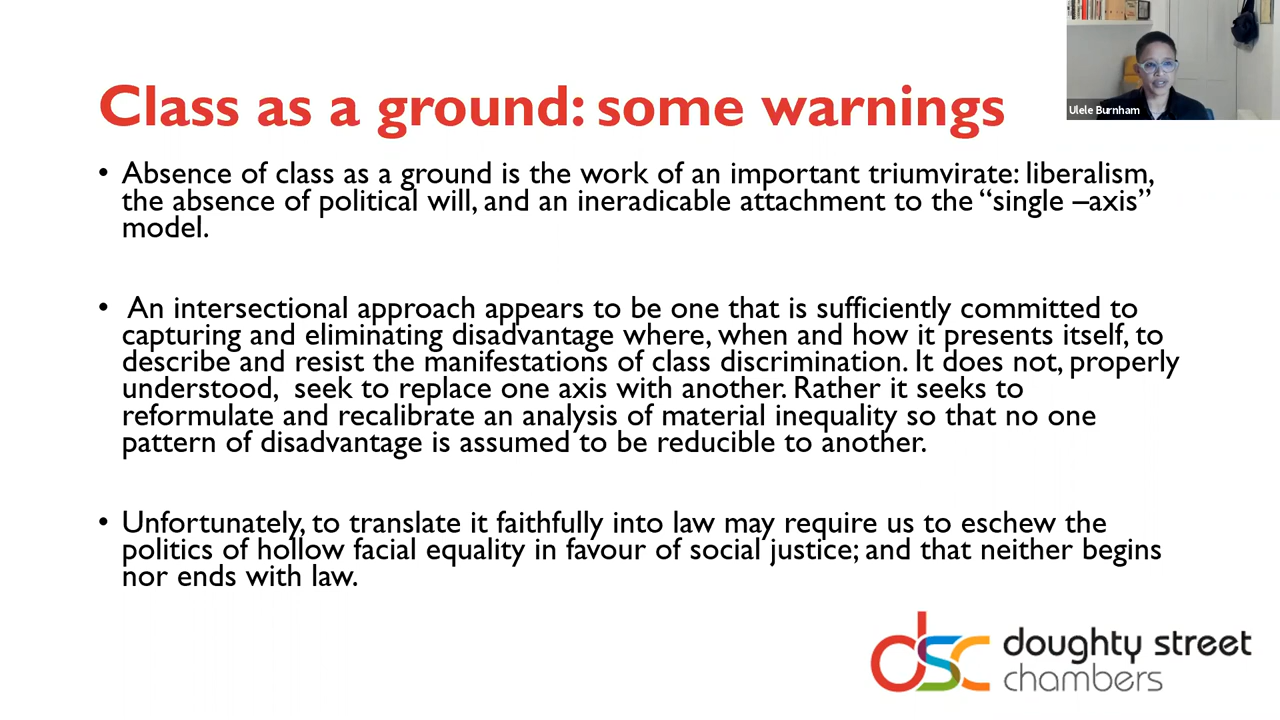 Class as a ground: some warnings
Ulele Burnham
• Absence of class as a ground is the work of an important triumvirate: liberalism,
the absence of political will, and an ineradicable attachment to the “single –axis”
model.
• An intersectional approach appears to be one that is sufficiently committed to
capturing and eliminating disadvantage where, when and how it presents itself, to
describe and resist the manifestations of class discrimination. It does not, properly
understood, seek to replace one axis with another. Rather it seeks to
reformulate and recalibrate an analysis of material inequality so that no one
pattern of disadvantage is assumed to be reducible to another.
• Unfortunately, to translate it faithfully into law may require us to eschew the
politics of hollow facial equality in favour of social justice; and that neither begins
nor ends with law.
dsc doughty street
chambers